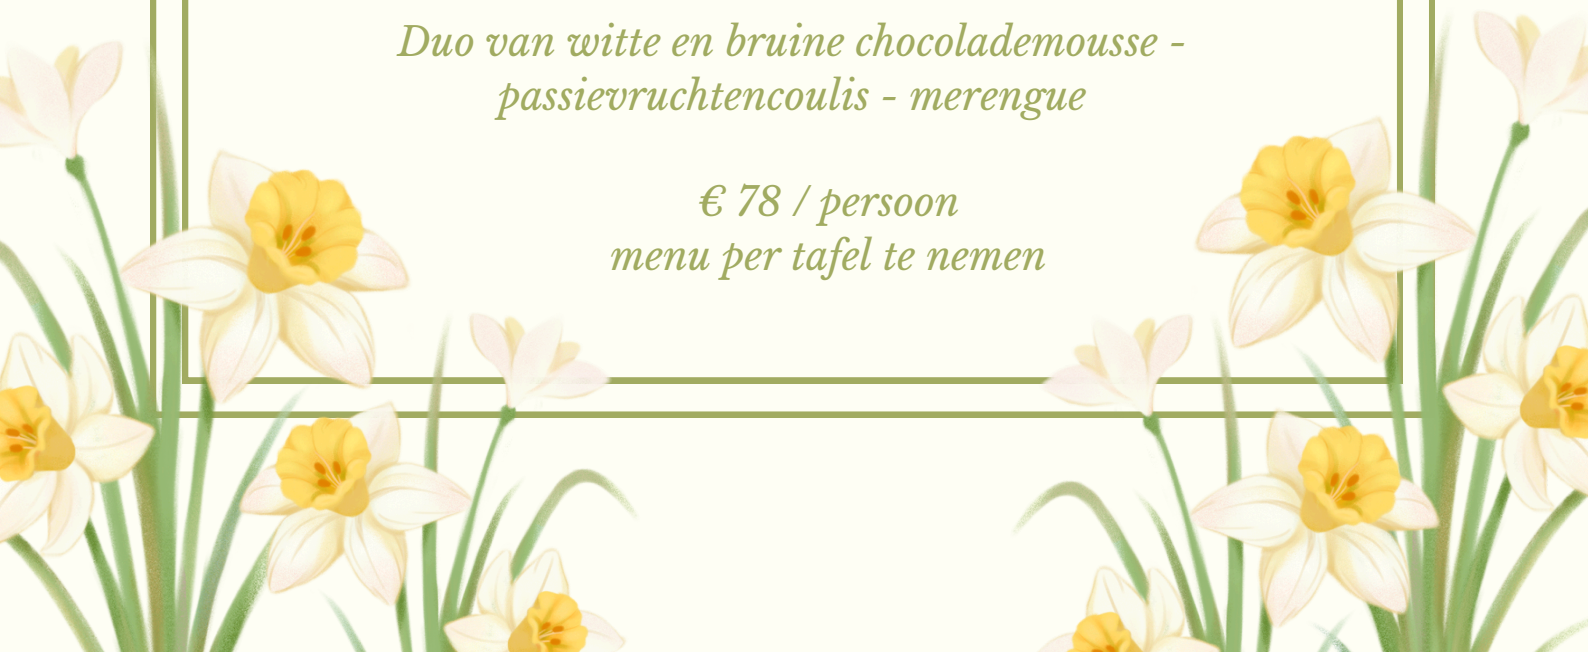 Duo van witte en bruine chocolademousse -
passievruchtencoulis - merengue
€ 78 / persoon
menu per tafel te nemen